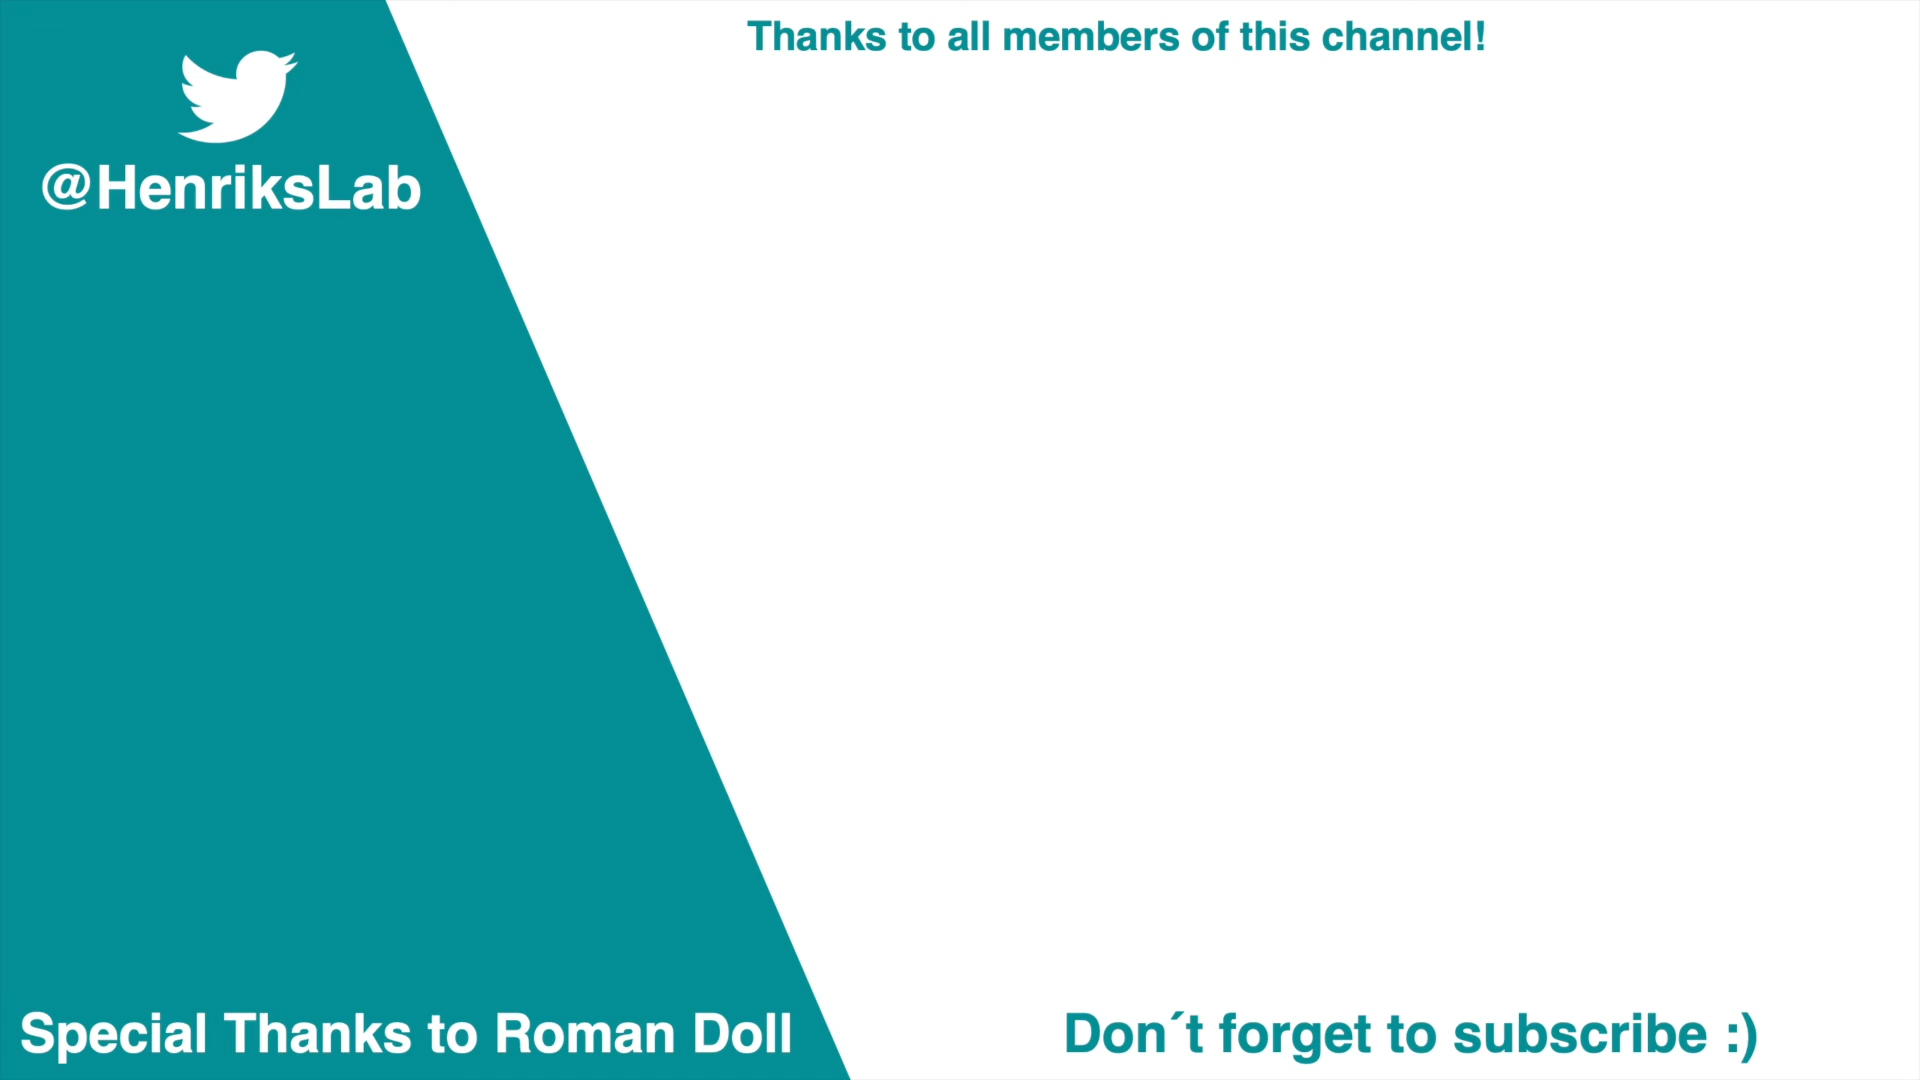 Thanks to all members of this channel!
@HenriksLab
Special Thanks to Roman Doll
Don´t forget to subscribe :)